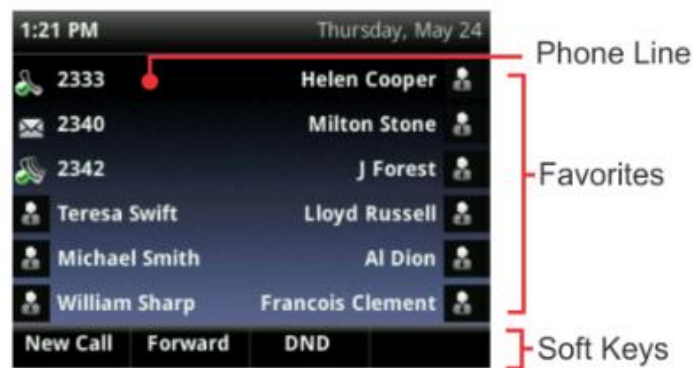 1:21 PM Thursday, May 24
Phone Line
2333 Helen Cooper
2340 Milton Stone
2342 J Forest
Favorites
Teresa Swift Lloyd Russell
Michael Smith Al Dion
William Sharp Francois Clement
New Call Forward DND
Soft Keys